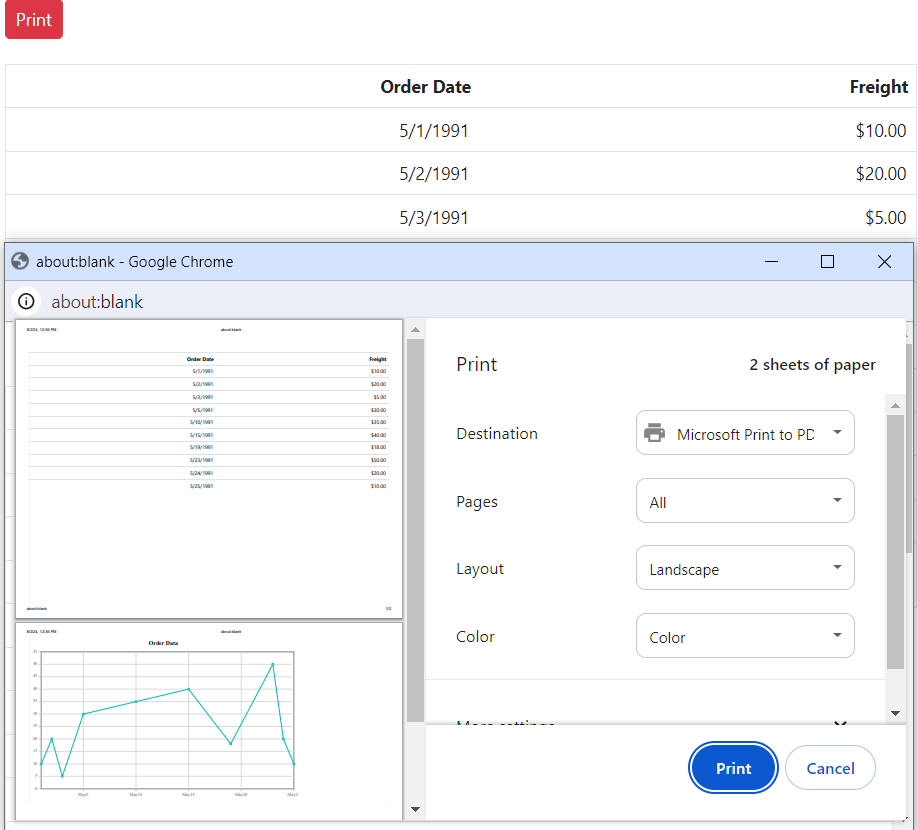 Print
Order Date Freight
5/1/1991 $10.00
5/2/1991 $20.00
5/3/1991 $5.00
about:blank - Google Chrome
about:blank
about:blank
Order Date Freight
5/1/1991 $10.00
5/2/1991 $20.00
5/3/1991 $5.00
5/5/1991 $30.00
5/10/1991 $35.00
5/15/1991 $40.00
5/19/1991 $18.00
5/23/1991 $50.00
5/24/1991 $20.00
5/25/1991 $10.00
about:blank 1/2
about:blank
Order Data
May5 May10 May15 May20
Print 2 sheets of paper
Destination Microsoft Print to PD
Pages All
Layout Landscape
Color Color
More settings
Print Cancel